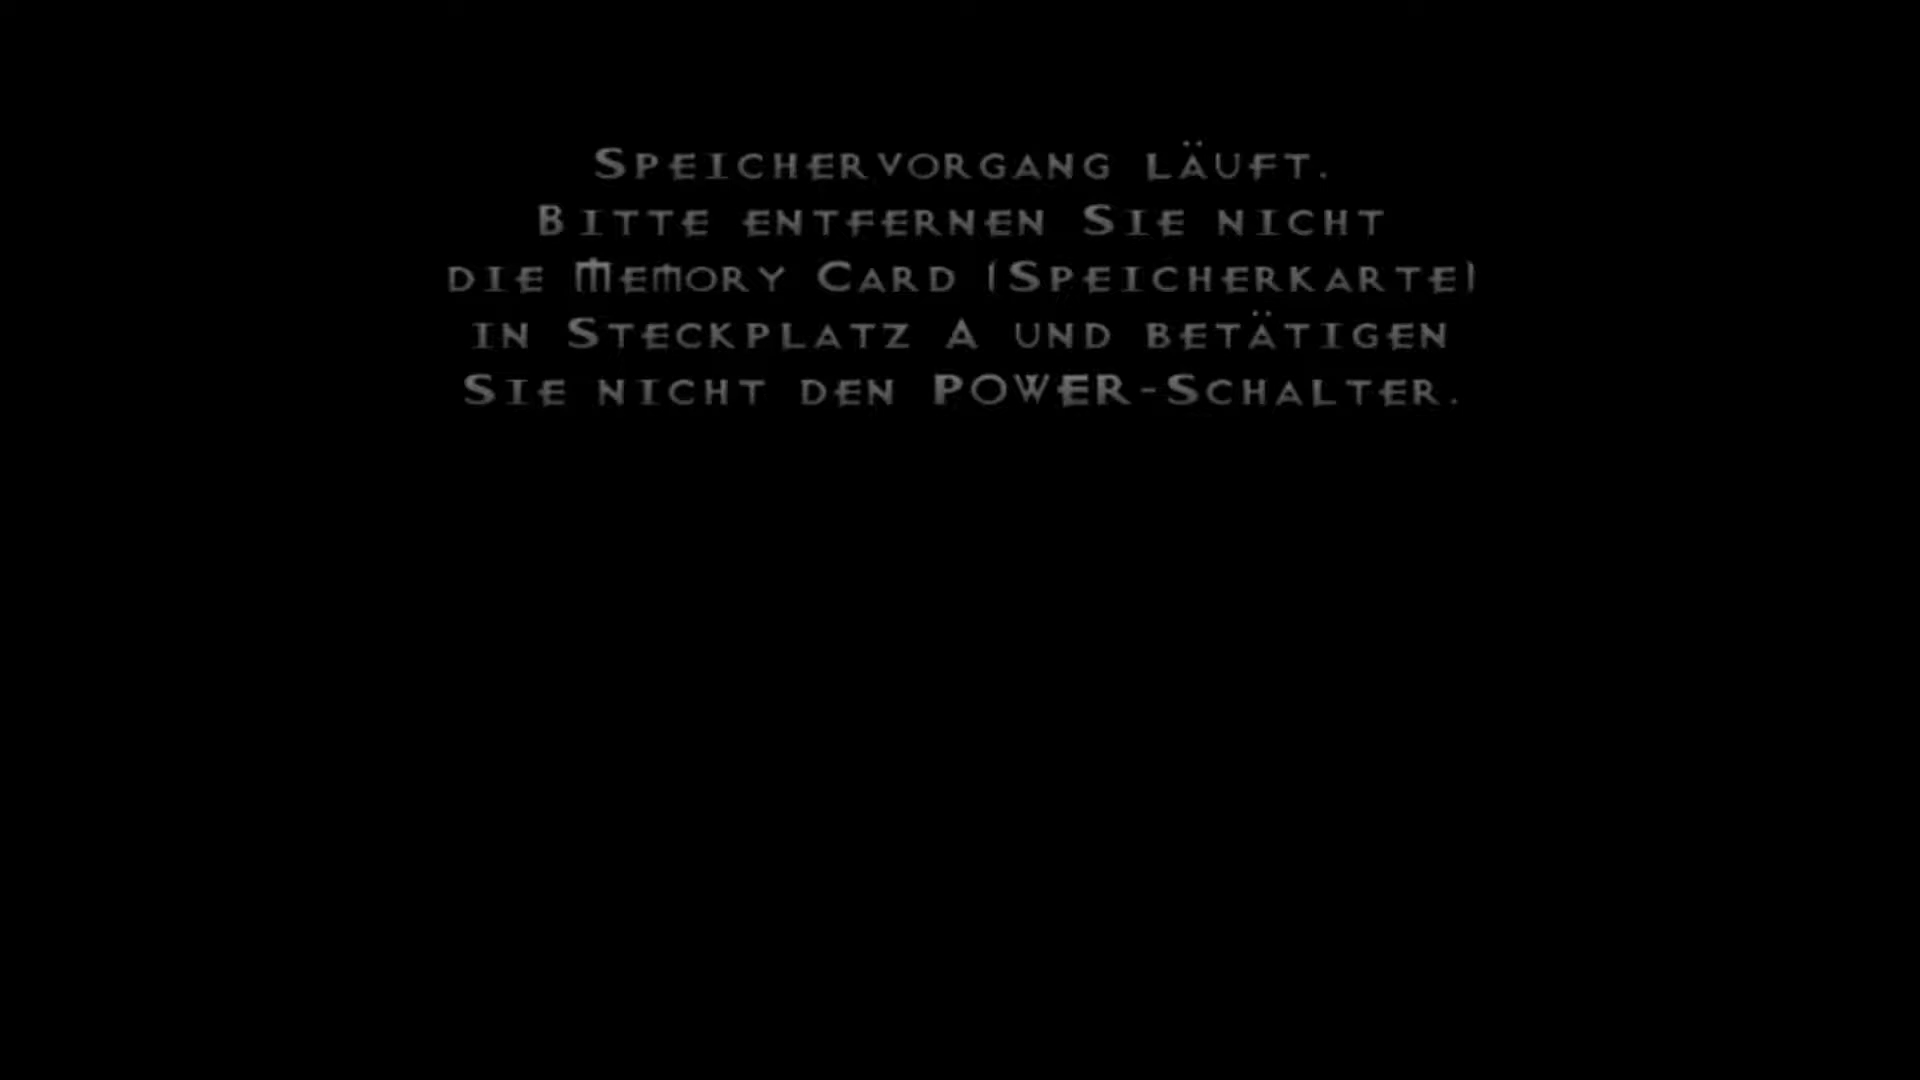 Speichervorgang läuft.
Bitte entfernen Sie nicht
die Memory Card (Speicherkarte)
in Steckplatz A und betätigen
Sie nicht den POWER-Schalter.